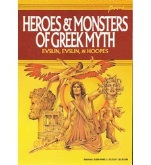 HEROES & MONSTERS
OF GREEK MYTH
EVSLIN, EVSLIN, & HOOPES